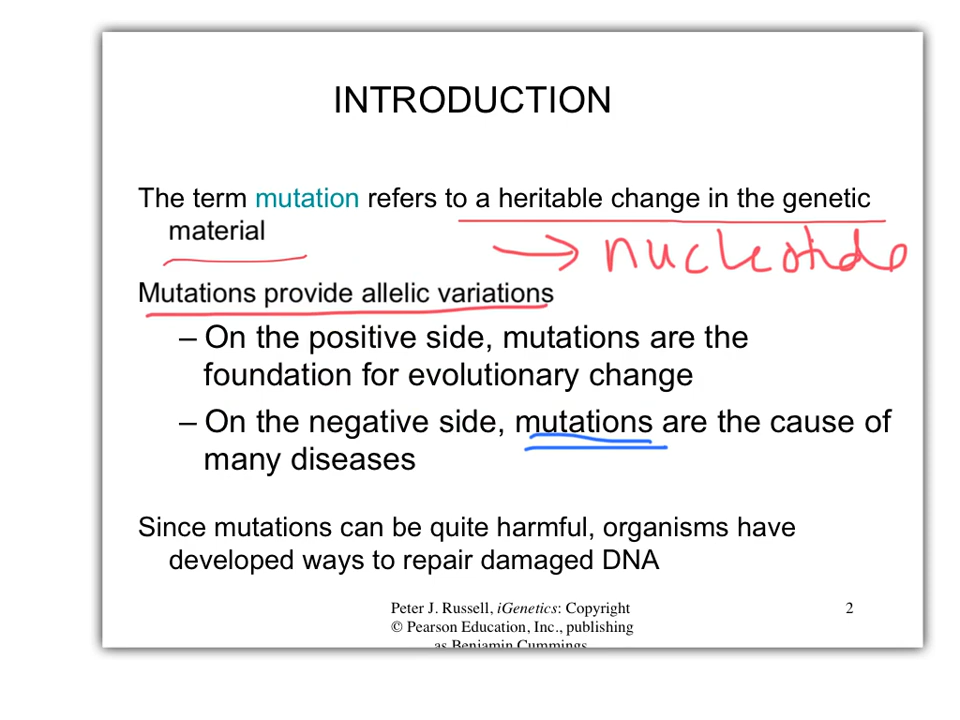 INTRODUCTION
The term mutation refers to a heritable change in the genetic
material
→ nucleotide
Mutations provide allelic variations
– On the positive side, mutations are the
foundation for evolutionary change
– On the negative side, mutations are the cause of
many diseases
Since mutations can be quite harmful, organisms have
developed ways to repair damaged DNA
Peter J. Russell, iGenetics: Copyright
© Pearson Education, Inc., publishing
as Benjamin Cummings
2